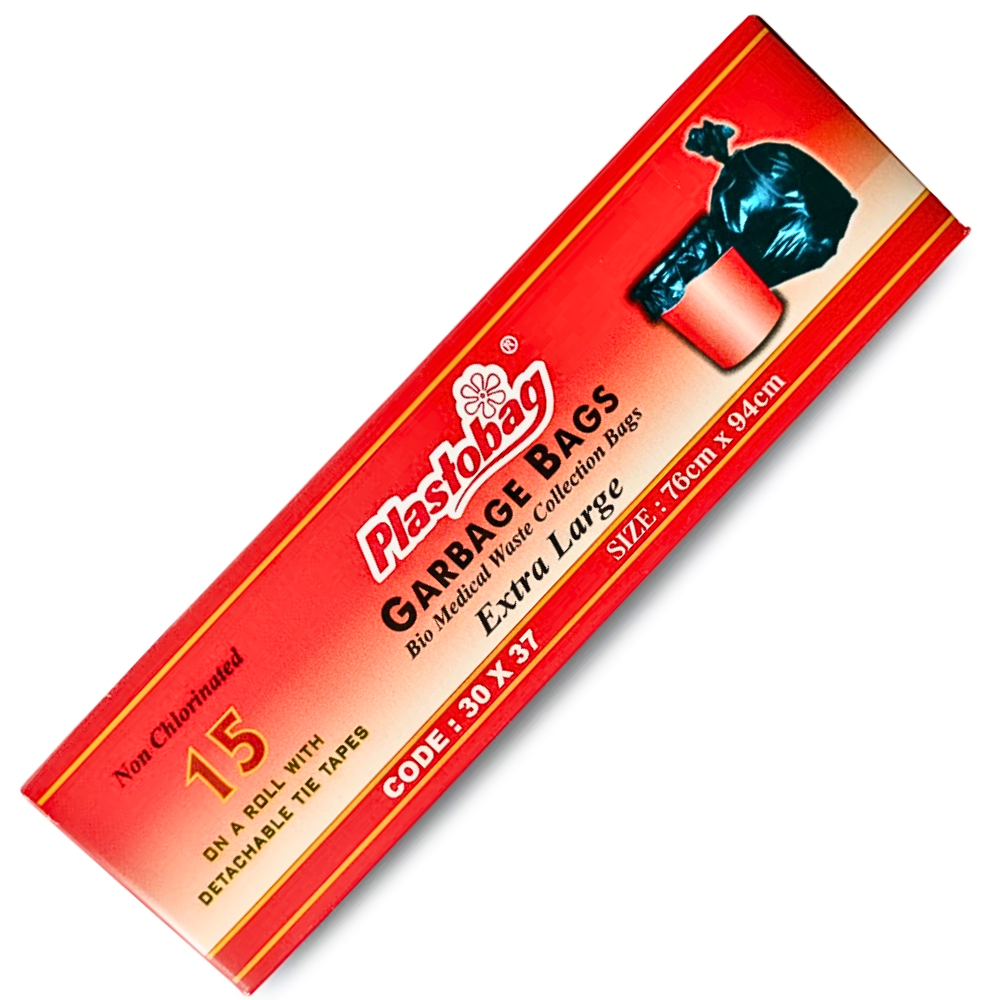 Plastobag ®
GARBAGE BAGS
Bio Medical Waste Collection Bags
Extra Large
SIZE : 76cm x 94cm
CODE : 30 X 37
Non Chlorinated
15
ON A ROLL WITH
DETACHABLE TIE TAPES